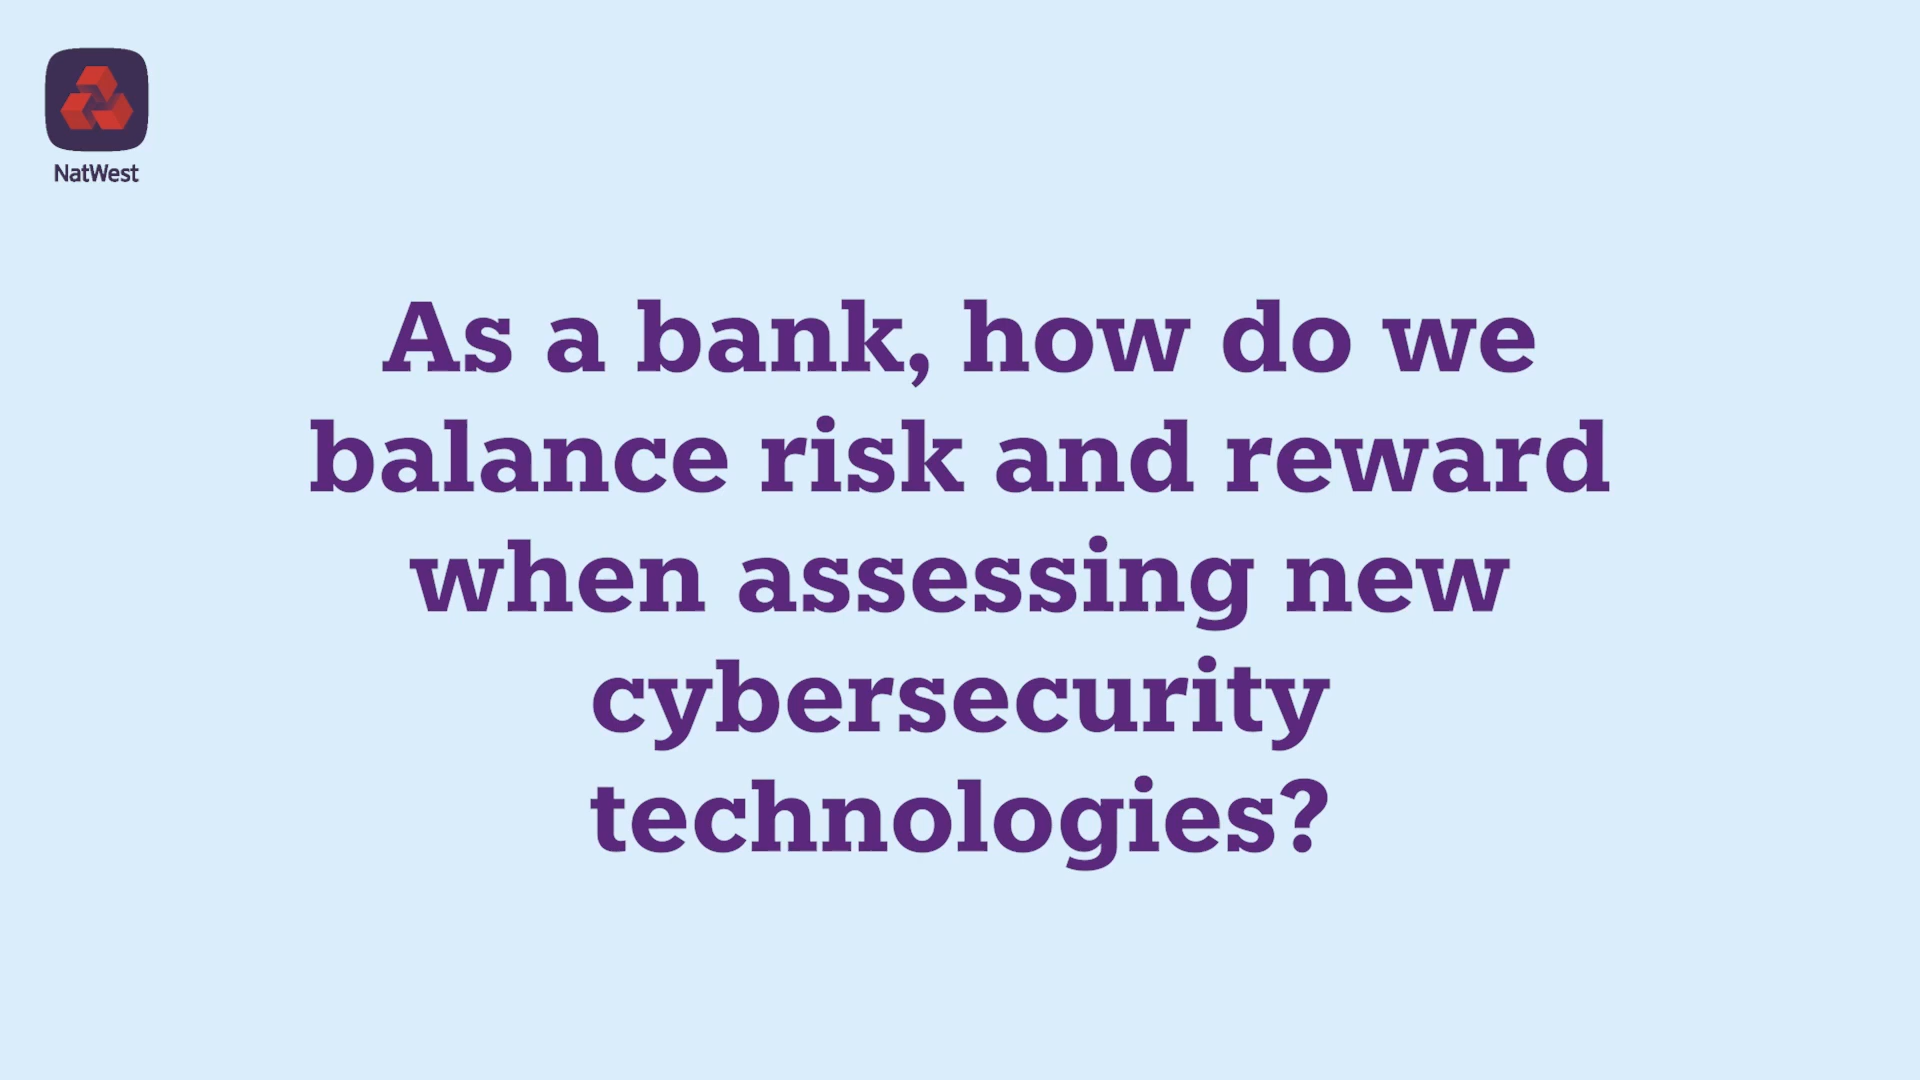 NatWest
As a bank, how do we
balance risk and reward
when assessing new
cybersecurity
technologies?